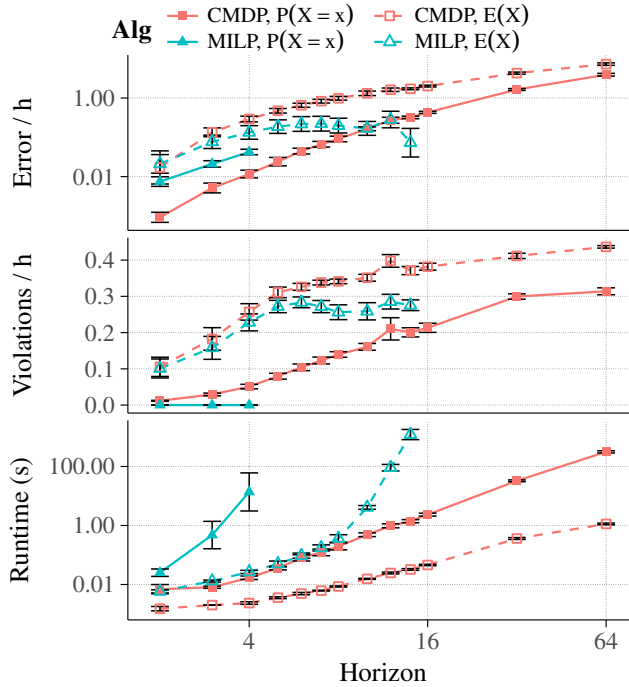 Alg
CMDP, P(X = x)
CMDP, E(X)
MILP, P(X = x)
MILP, E(X)
Error / h
1.00
0.01
Violations / h
0.4
0.3
0.2
0.1
0.0
Runtime (s)
100.00
1.00
0.01
4
16
64
Horizon